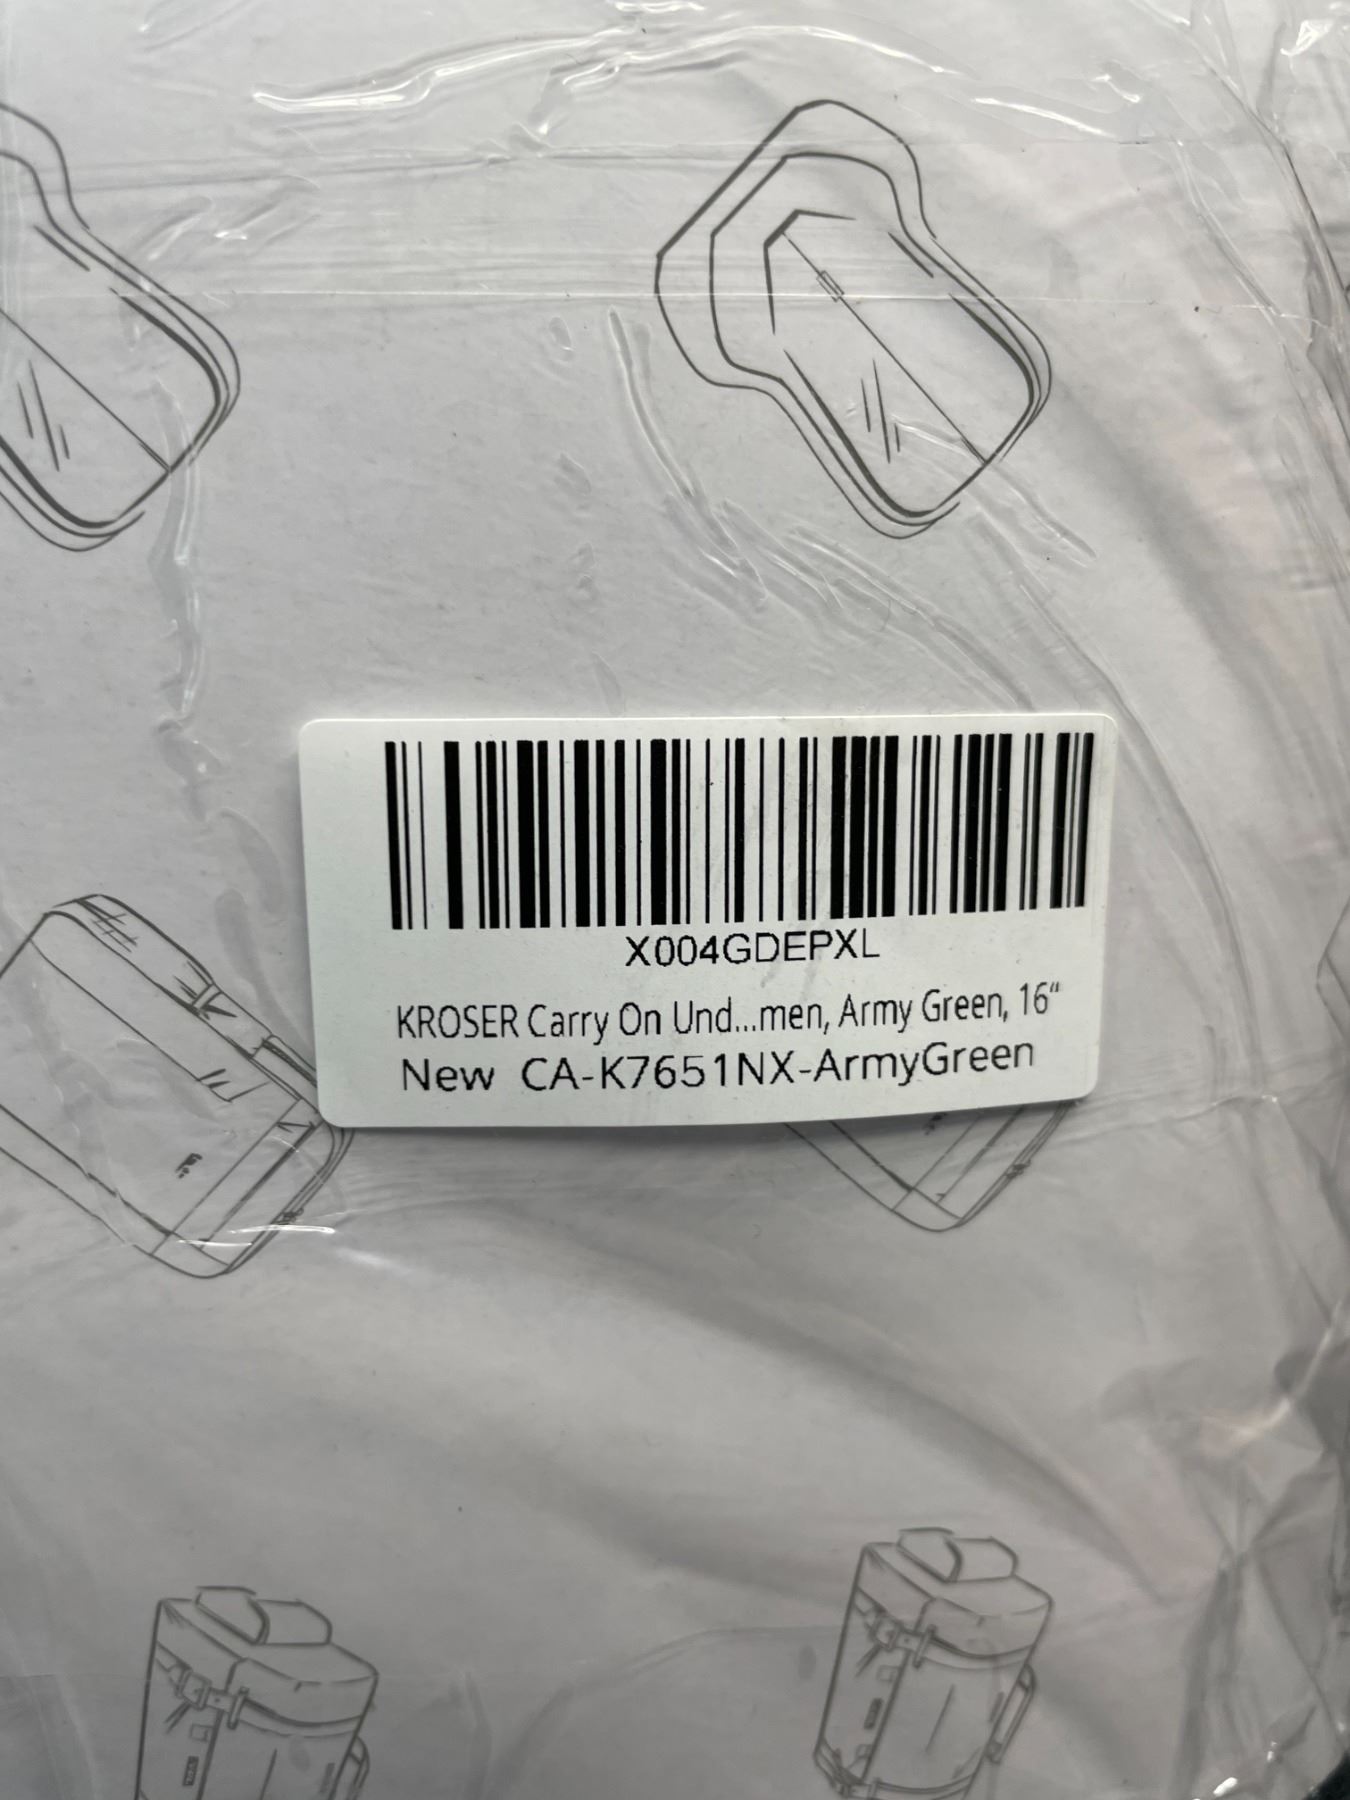 X004GDEPXL
KROSER Carry On Und...men, Army Green, 16“
New CA-K7651NX-ArmyGreen